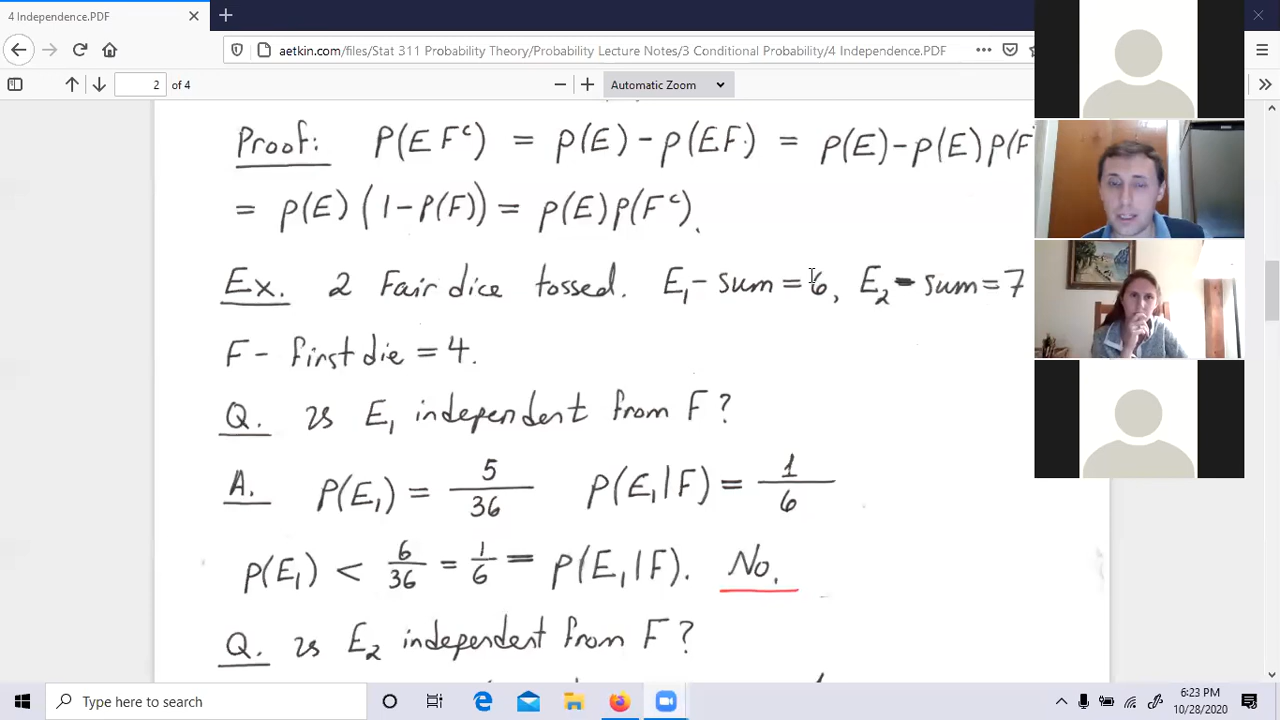 4 Independence.PDF
aetkin.com/files/Stat 311 Probability Theory/Probability Lecture Notes/3 Conditional Probability/4 Independence.PDF
2 of 4
Automatic Zoom
Proof: P(E Fᶜ) = p(E) - p(EF) = p(E) - p(E) p(F
= p(E) (1 - P(F)) = p(E) p(Fᶜ).
Ex. 2 Fair dice tossed. E₁ - sum = 6, E₂ - sum = 7
F - first die = 4.
Q. is E₁ independent from F?
A. P(E₁) = 5/36 P(E₁|F) = 1/6
p(E₁) < 6/36 = 1/6 = p(E₁|F). No.
Q. is E₂ independent from F?
Type here to search
6:23 PM
10/28/2020